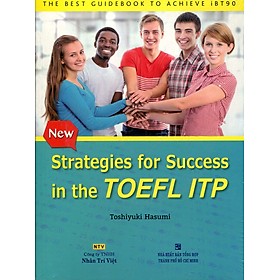 THE BEST GUIDEBOOK TO ACHIEVE iBT90
New
Strategies for Success
in the TOEFL ITP
Toshiyuki Hasumi
NTV
Công ty TNHH
Nhân Trí Việt
NHÀ XUẤT BẢN TỔNG HỢP
THÀNH PHỐ HỒ CHÍ MINH